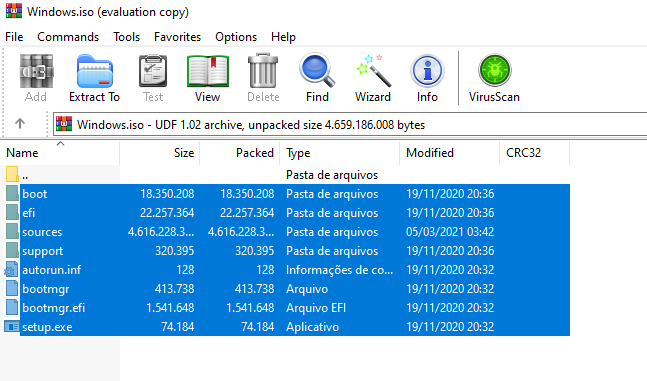 Windows.iso (evaluation copy)
File Commands Tools Favorites Options Help
Add Extract To Test View Delete Find Wizard Info VirusScan
Windows.iso - UDF 1.02 archive, unpacked size 4.659.186.008 bytes
Name Size Packed Type Modified CRC32
.. Pasta de arquivos
boot 18.350.208 18.350.208 Pasta de arquivos 19/11/2020 20:36
efi 22.257.364 22.257.364 Pasta de arquivos 19/11/2020 20:36
sources 4.616.228.3... 4.616.228.3... Pasta de arquivos 05/03/2021 03:42
support 320.395 320.395 Pasta de arquivos 19/11/2020 20:36
autorun.inf 128 128 Informações de co... 19/11/2020 20:32
bootmgr 413.738 413.738 Arquivo 19/11/2020 20:32
bootmgr.efi 1.541.648 1.541.648 Arquivo EFI 19/11/2020 20:32
setup.exe 74.184 74.184 Aplicativo 19/11/2020 20:32